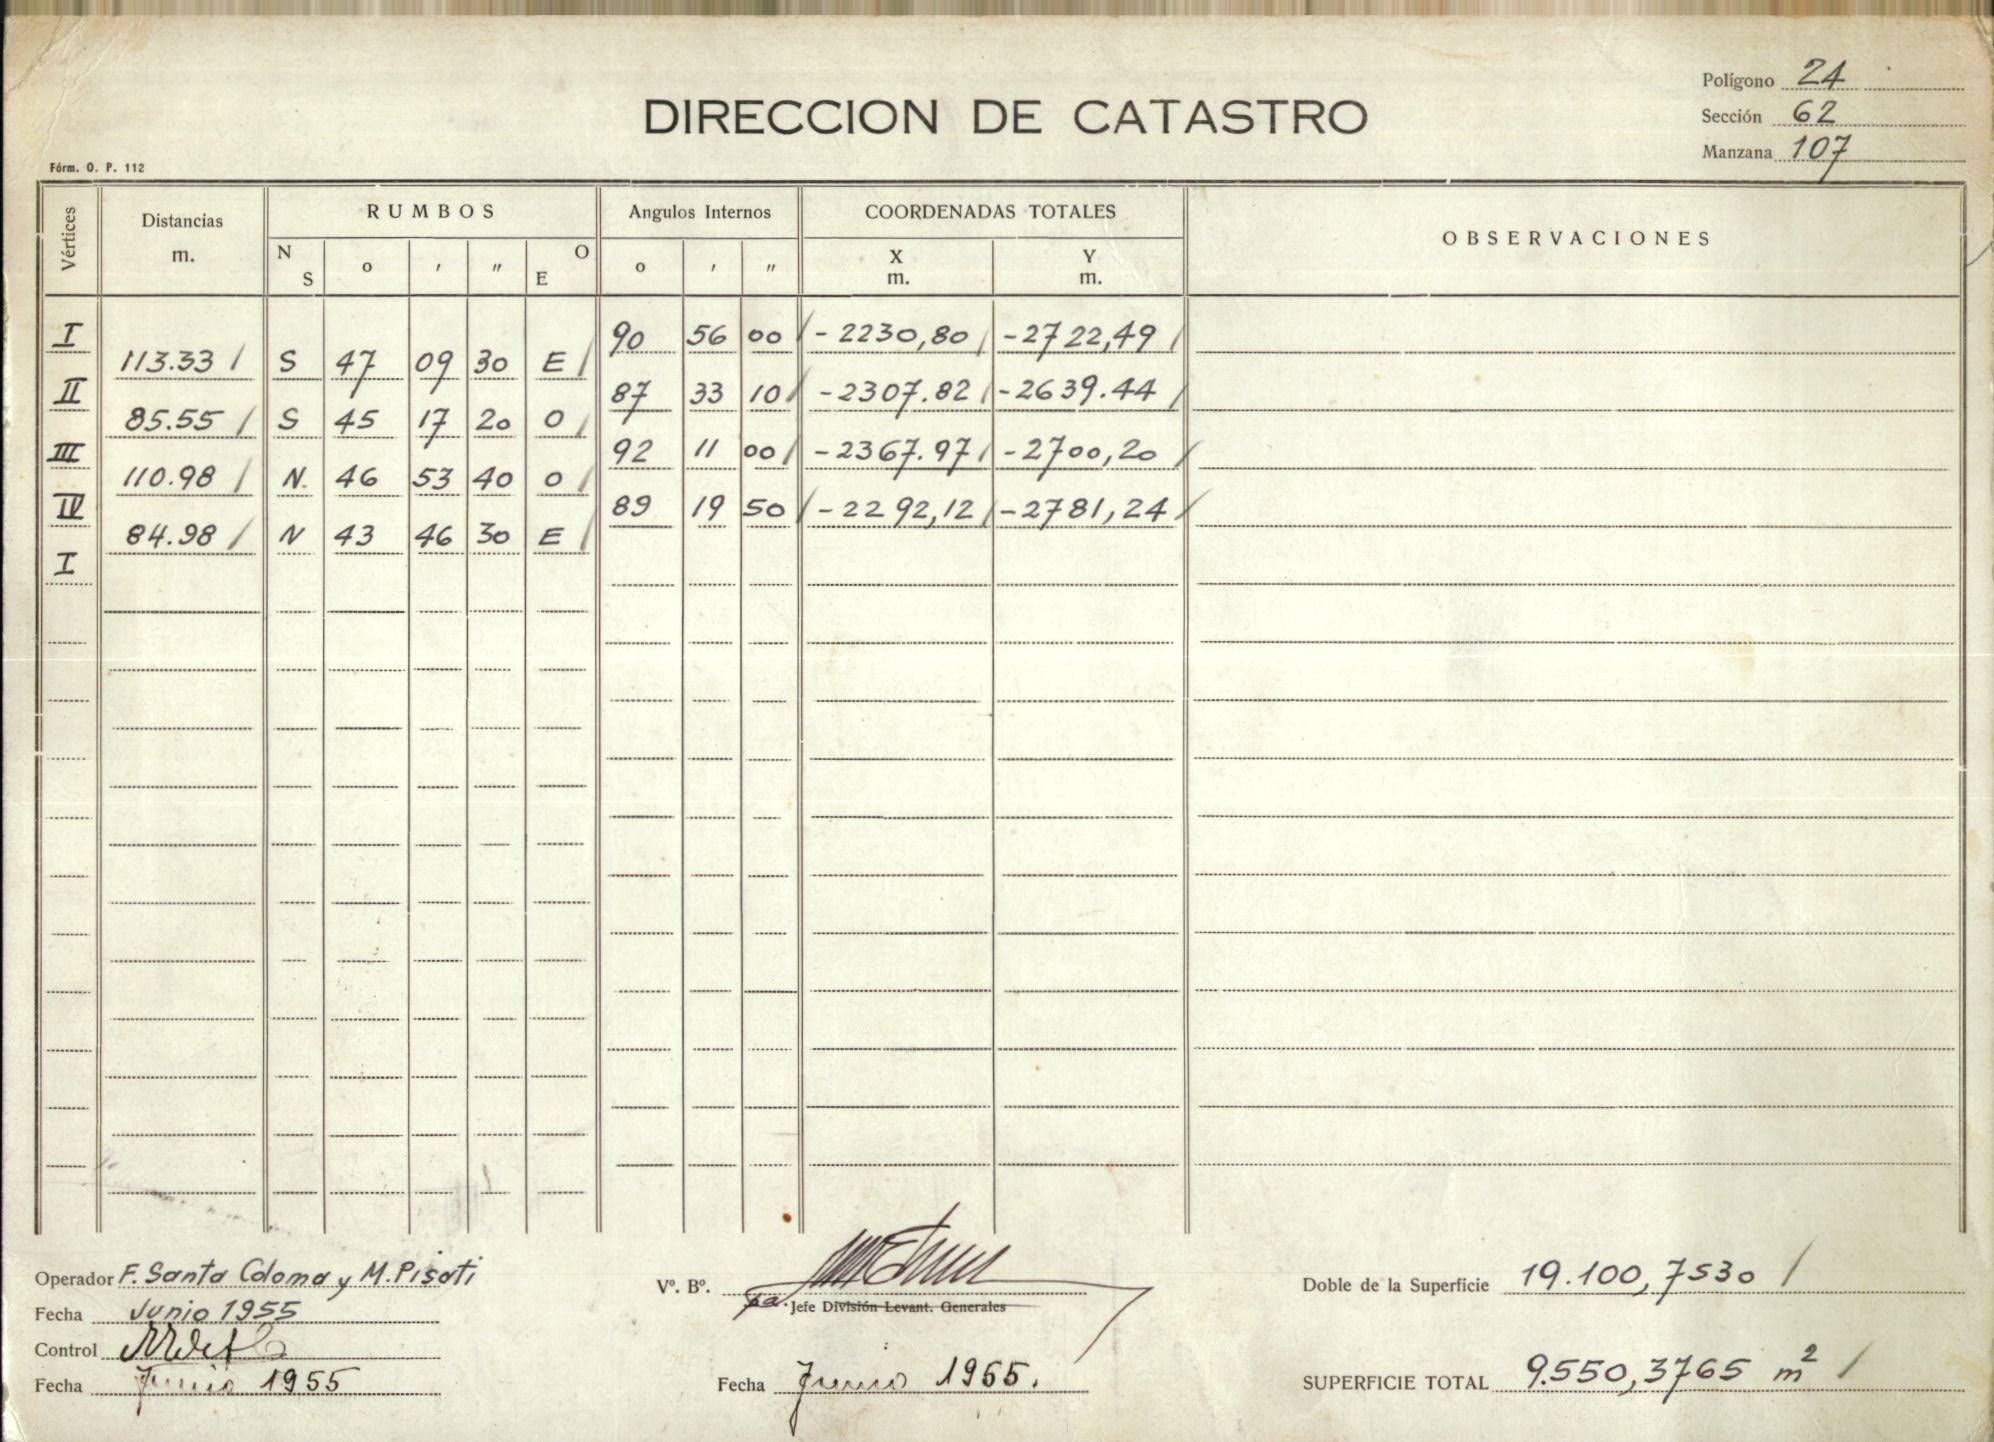 Polígono 24
DIRECCION DE CATASTRO
Sección 62
Manzana 107
Fórm. O. P. 112
Vértices Distancias m. RUMBOS N S o ' " O E Angulos Internos o ' " COORDENADAS TOTALES X m. Y m. OBSERVACIONES
I 90 56 00 / -2230,80 / -2722,49 /
113.33 / S 47 09 30 E /
II 87 33 10 / -2307.82 / -2639.44 /
85.55 / S 45 17 20 O /
III 92 11 00 / -2367.97 / -2700,20 /
110.98 / N. 46 53 40 O /
IV 89 19 50 / -2292,12 / -2781,24 /
84.98 / N 43 46 30 E /
I
Operador F. Santa Coloma y M. Pisati
Vº. Bº.
pa. Jefe División Levant. Generales
Doble de la Superficie 19.100,7530 /
Fecha Junio 1955
Control
Fecha Junio 1955
Fecha Junio 1955.
SUPERFICIE TOTAL 9.550,3765 m² /